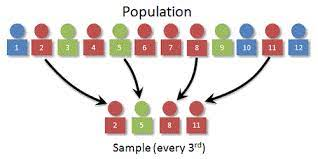 Population
1 2 3 4 5 6 7 8 9 10 11 12
2 5 8 11
Sample (every 3rd)